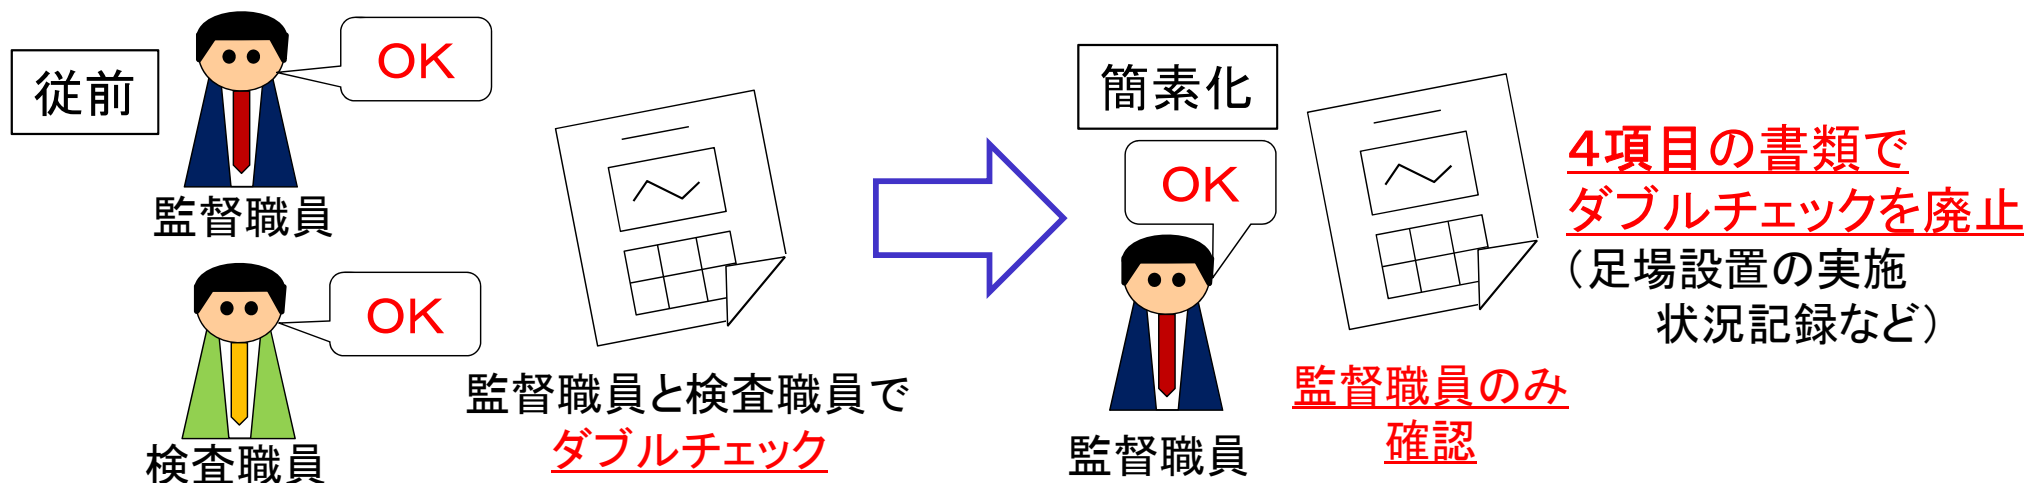 従前
OK
監督職員
OK
検査職員
監督職員と検査職員で
ダブルチェック
簡素化
OK
監督職員
監督職員のみ
確認
4項目の書類で
ダブルチェックを廃止
（足場設置の実施
状況記録など）